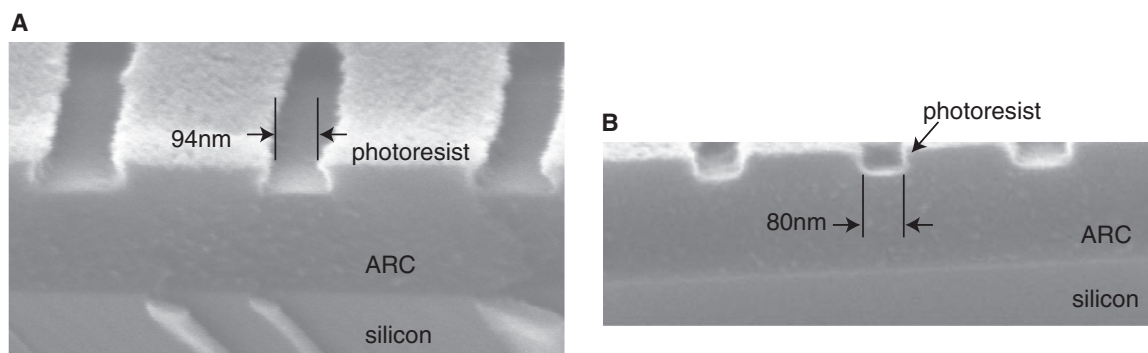 A
94nm
photoresist
ARC
silicon
B
photoresist
80nm
ARC
silicon